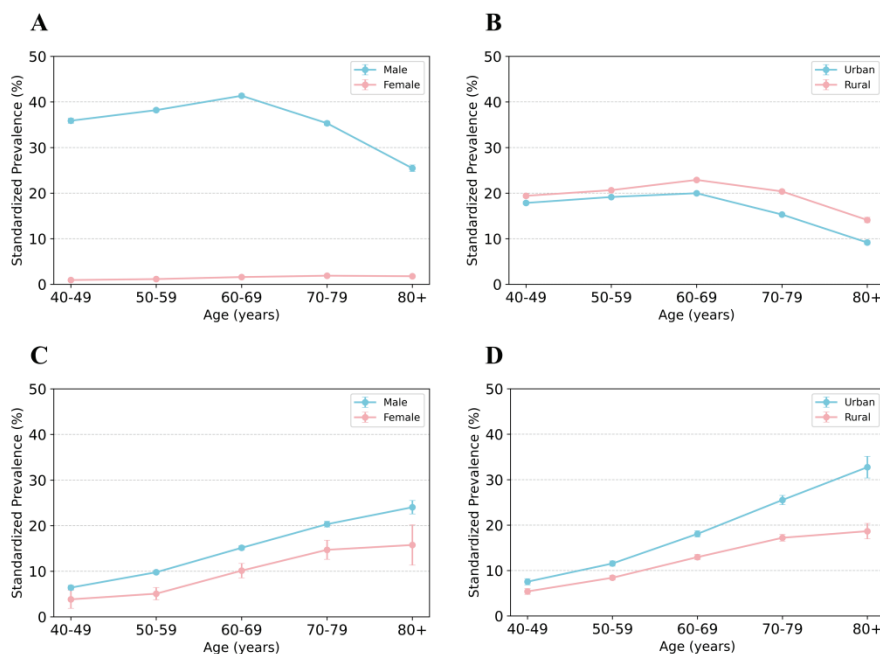 A
Standardized Prevalence (%)
50
40
30
20
10
0
Male
Female
40-49
50-59
60-69
70-79
80+
Age (years)
B
Standardized Prevalence (%)
50
40
30
20
10
0
Urban
Rural
40-49
50-59
60-69
70-79
80+
Age (years)
C
Standardized Prevalence (%)
50
40
30
20
10
0
Male
Female
40-49
50-59
60-69
70-79
80+
Age (years)
D
Standardized Prevalence (%)
50
40
30
20
10
0
Urban
Rural
40-49
50-59
60-69
70-79
80+
Age (years)